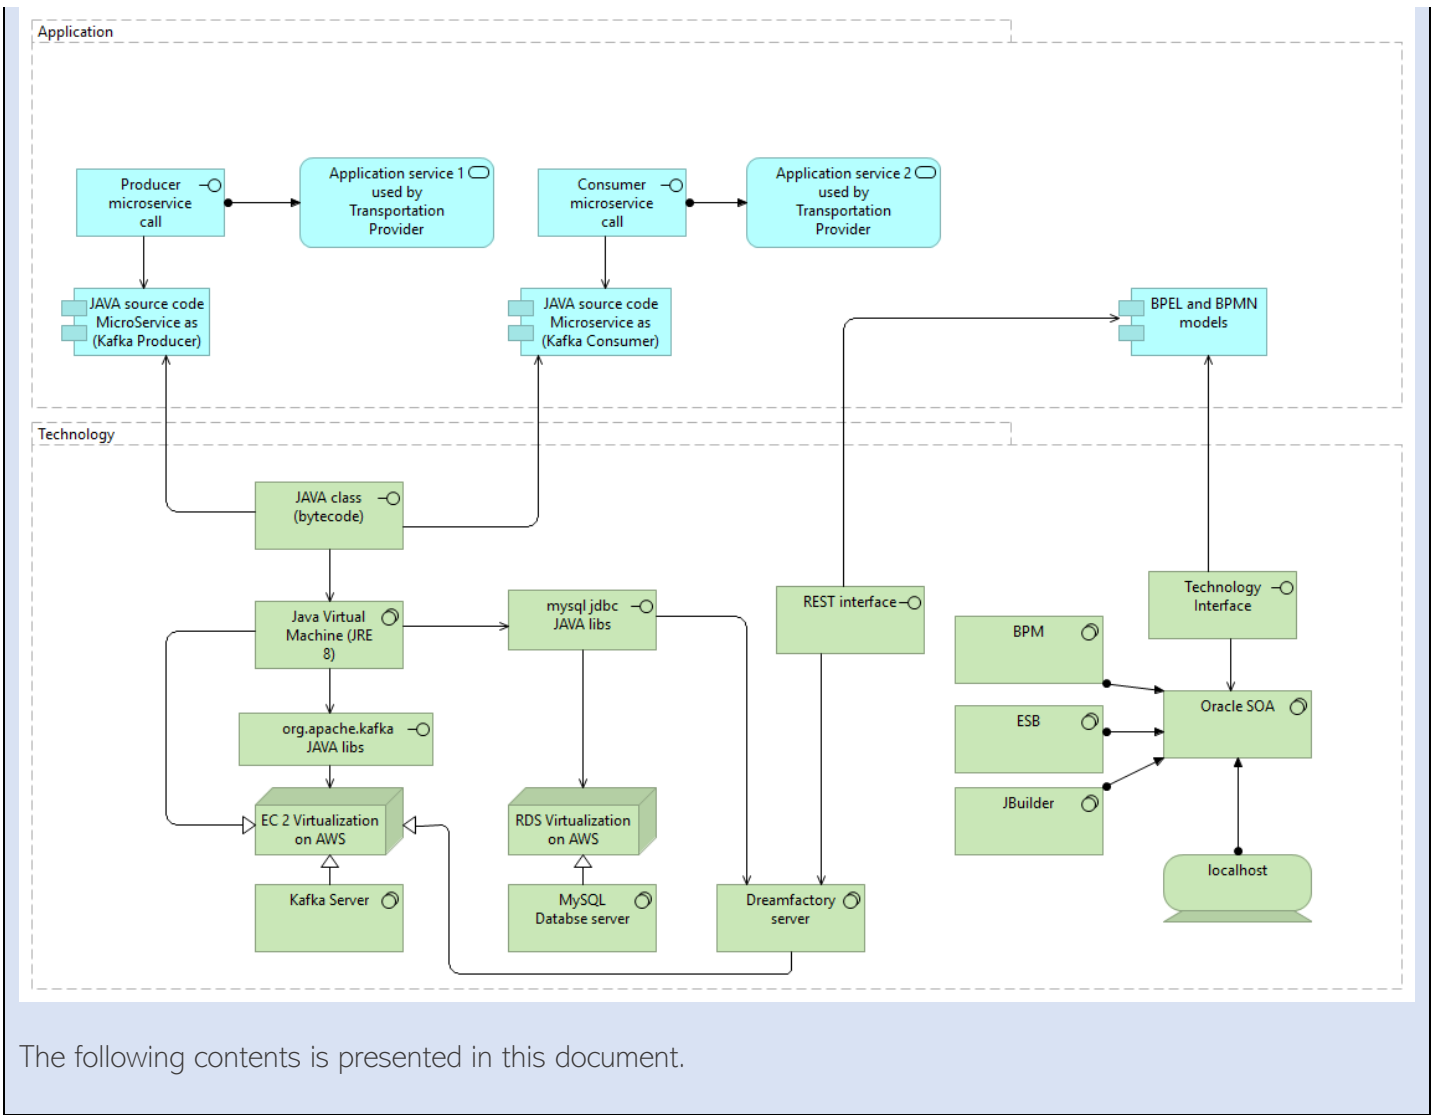 Application
Producer
microservice
call
Application service 1
used by
Transportation
Provider
Consumer
microservice
call
Application service 2
used by
Transportation
Provider
JAVA source code
MicroService as
(Kafka Producer)
JAVA source code
Microservice as
(Kafka Consumer)
BPEL and BPMN
models
Technology
JAVA class
(bytecode)
Java Virtual
Machine (JRE
8)
mysql jdbc
JAVA libs
REST interface
Technology
Interface
BPM
org.apache.kafka
JAVA libs
ESB
Oracle SOA
JBuilder
EC 2 Virtualization
on AWS
RDS Virtualization
on AWS
localhost
Kafka Server
MySQL
Databse server
Dreamfactory
server
The following contents is presented in this document.